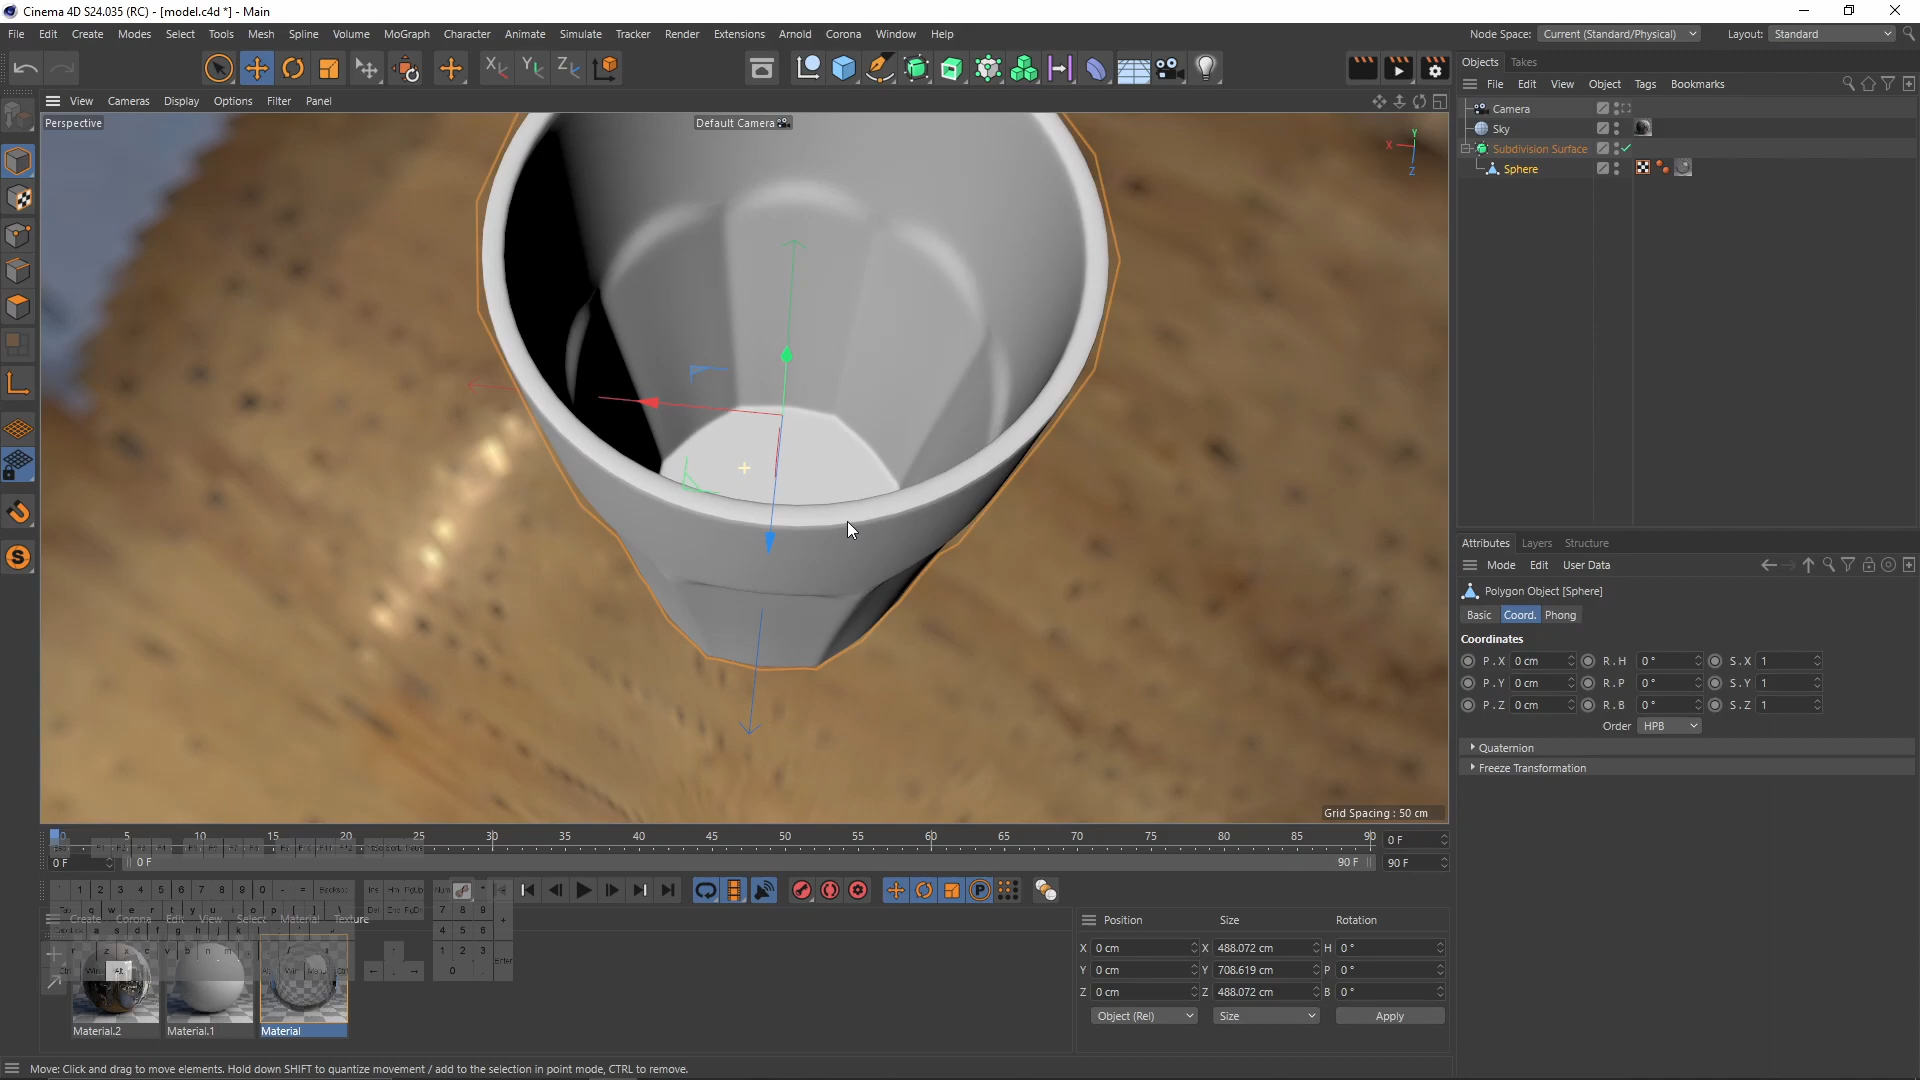 Cinema 4D S24.035 (RC) - [model.c4d *] - Main
File Edit Create Modes Select Tools Mesh Spline Volume MoGraph Character Animate Simulate Tracker Render Extensions Arnold Corona Window Help
Node Space: Current (Standard/Physical) Layout: Standard
Objects Takes
File Edit View Object Tags Bookmarks
View Cameras Display Options Filter Panel
Perspective Default Camera
Camera
Sky
Subdivision Surface
Sphere
Y
X
Z
Attributes Layers Structure
Mode Edit User Data
Polygon Object [Sphere]
Basic Coord. Phong
Coordinates
P . X 0 cm R . H 0 ° S . X 1
P . Y 0 cm R . P 0 ° S . Y 1
P . Z 0 cm R . B 0 ° S . Z 1
Order HPB
Quaternion
Freeze Transformation
Grid Spacing : 50 cm
0 5 10 15 20 25 30 35 40 45 50 55 60 65 70 75 80 85 90 0 F
0 F 0 F 90 F 90 F
Create Corona Edit View Select Material Texture
Material.2 Material.1 Material
Position Size Rotation
X 0 cm X 488.072 cm H 0 °
Y 0 cm Y 708.619 cm P 0 °
Z 0 cm Z 488.072 cm B 0 °
Object (Rel) Size Apply
Move: Click and drag to move elements. Hold down SHIFT to quantize movement / add to the selection in point mode, CTRL to remove.